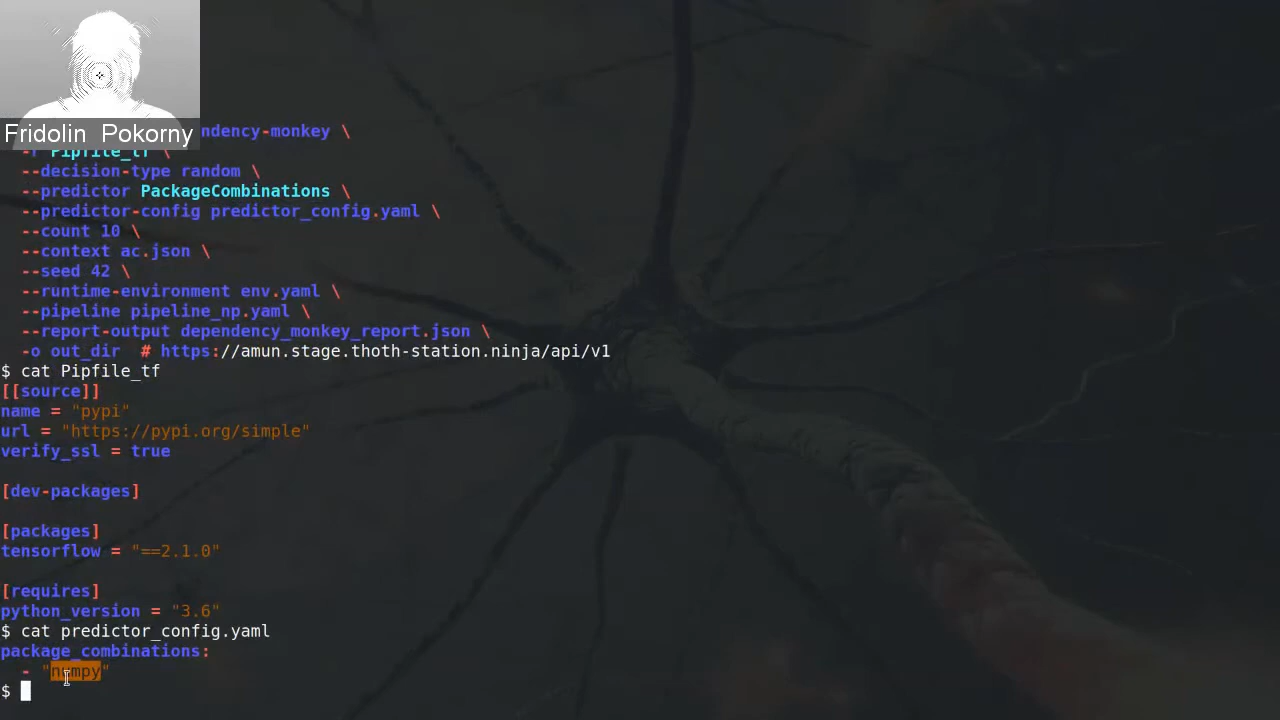 Fridolin Pokorny
ndency-monkey \
-f Pipfile_tf \
--decision-type random \
--predictor PackageCombinations \
--predictor-config predictor_config.yaml \
--count 10 \
--context ac.json \
--seed 42 \
--runtime-environment env.yaml \
--pipeline pipeline_np.yaml \
--report-output dependency_monkey_report.json \
-o out_dir  # https://amun.stage.thoth-station.ninja/api/v1
$ cat Pipfile_tf
[[source]]
name = "pypi"
url = "https://pypi.org/simple"
verify_ssl = true
[dev-packages]
[packages]
tensorflow = "==2.1.0"
[requires]
python_version = "3.6"
$ cat predictor_config.yaml
package_combinations:
- "numpy"
$